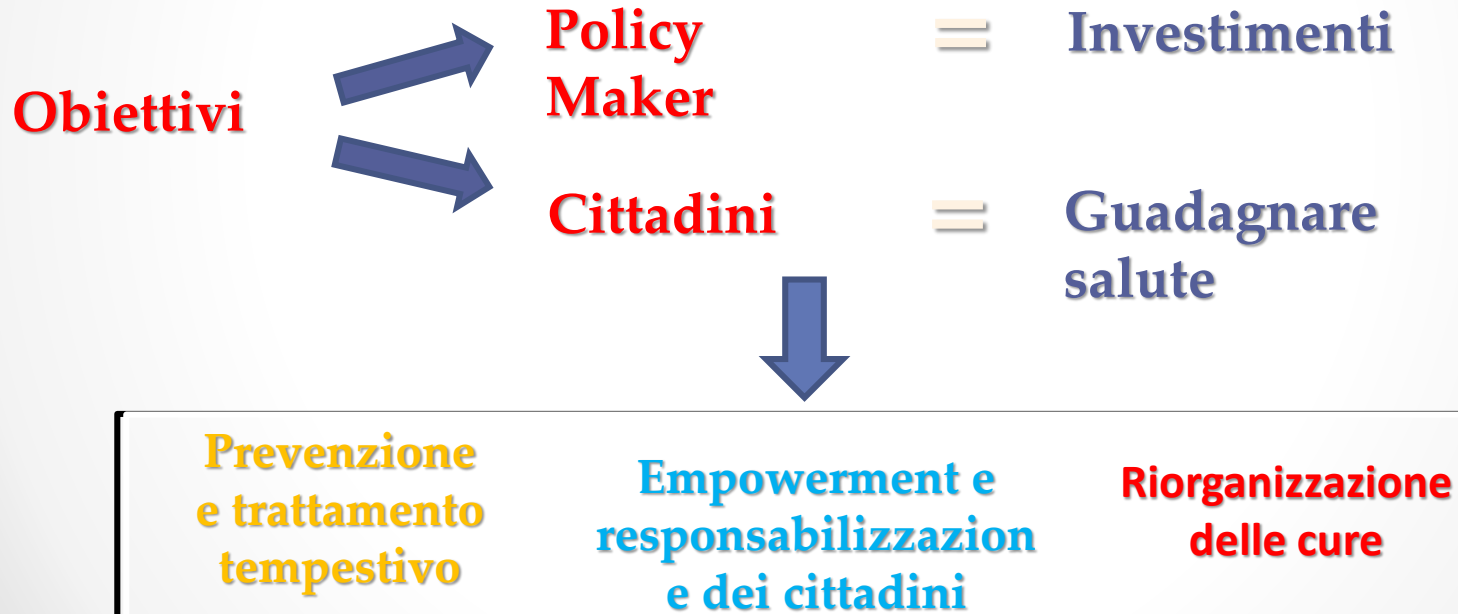 Obiettivi
Policy
Maker
=
Investimenti
Cittadini
=
Guadagnare
salute
Prevenzione
e trattamento
tempestivo
Empowerment e
responsabilizzazion
e dei cittadini
Riorganizzazione
delle cure